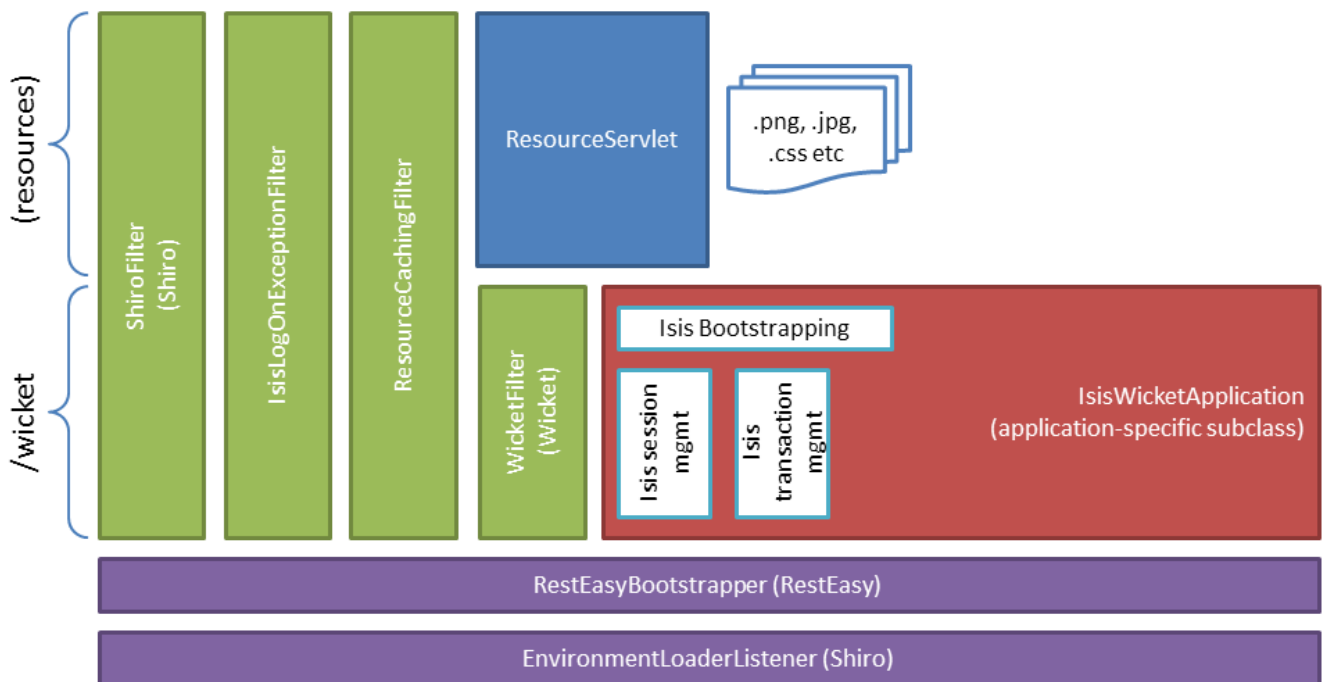 (resources)
/wicket
ShiroFilter
(Shiro)
IsisLogOnExceptionFilter
ResourceCachingFilter
ResourceServlet
.png, .jpg,
.css etc
WicketFilter
(Wicket)
Isis Bootstrapping
Isis session
mgmt
Isis
transaction
mgmt
IsisWicketApplication
(application-specific subclass)
RestEasyBootstrapper (RestEasy)
EnvironmentLoaderListener (Shiro)